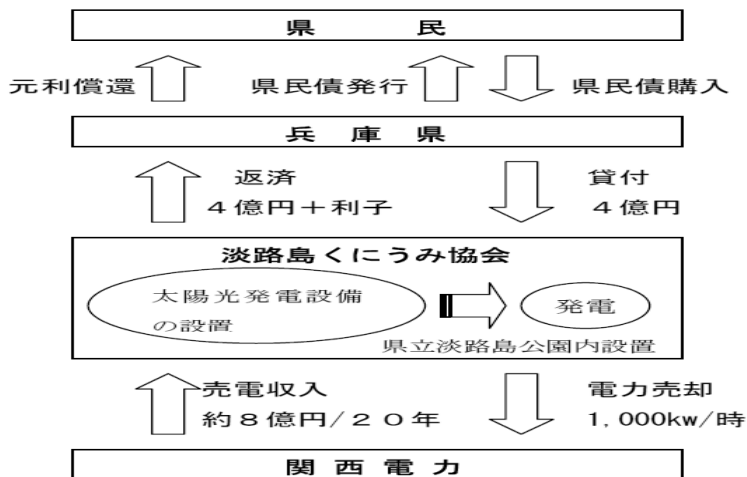 県　　民
元利償還　県民債発行　県民債購入
兵　庫　県
返済　貸付
４億円＋利子　４億円
淡路島くにうみ協会
太陽光発電設備
の設置
発電
県立淡路島公園内設置
売電収入　電力売却
約８億円/２０年　1,000kw/時
関 西 電 力